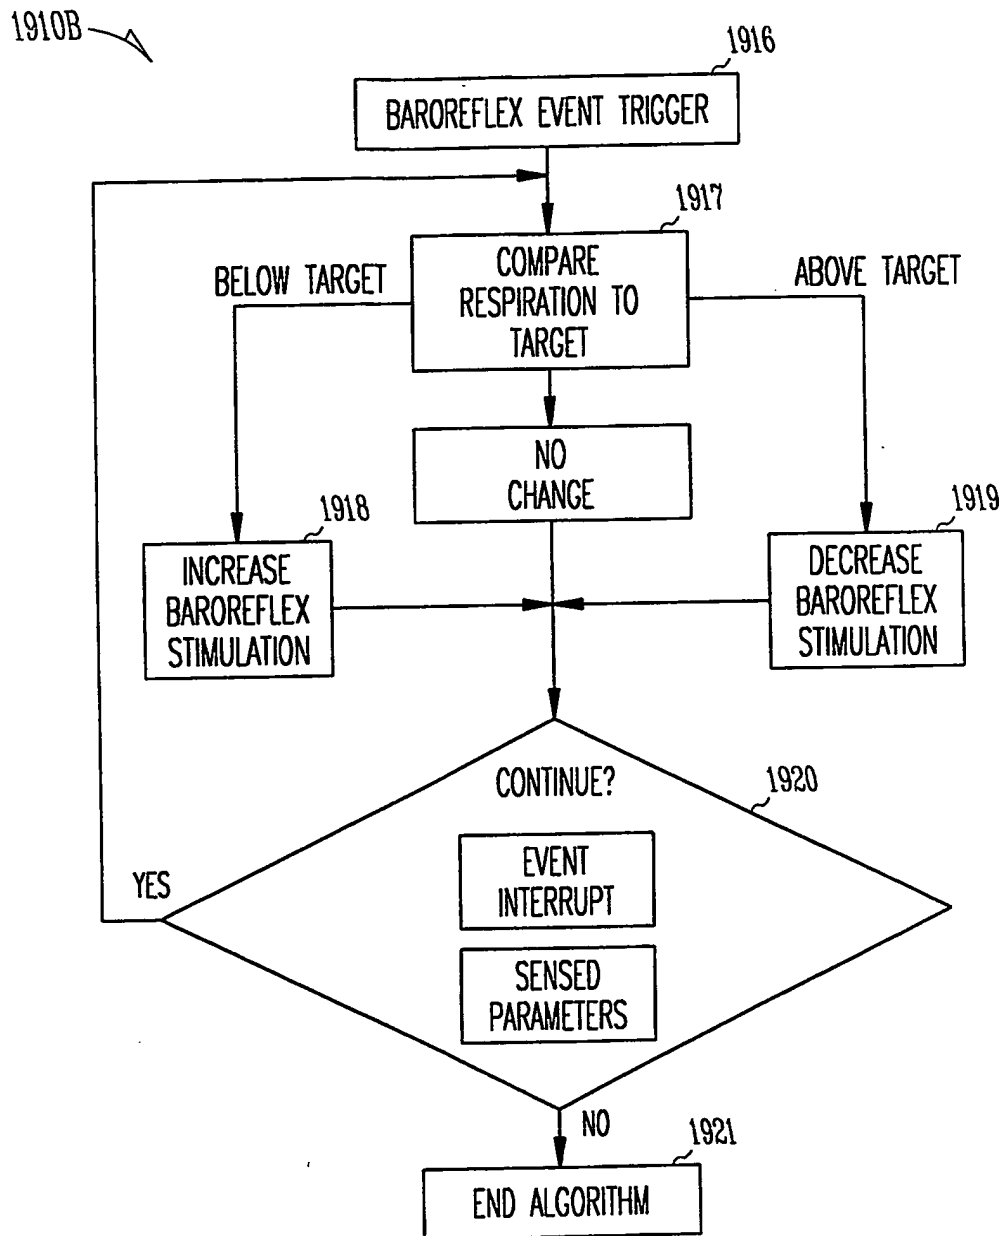 1910B
1916
BAROREFLEX EVENT TRIGGER
1917
COMPARE
RESPIRATION TO
TARGET
BELOW TARGET
ABOVE TARGET
NO
CHANGE
1918
INCREASE
BAROREFLEX
STIMULATION
1919
DECREASE
BAROREFLEX
STIMULATION
CONTINUE?
1920
EVENT
INTERRUPT
YES
SENSED
PARAMETERS
NO
1921
END ALGORITHM